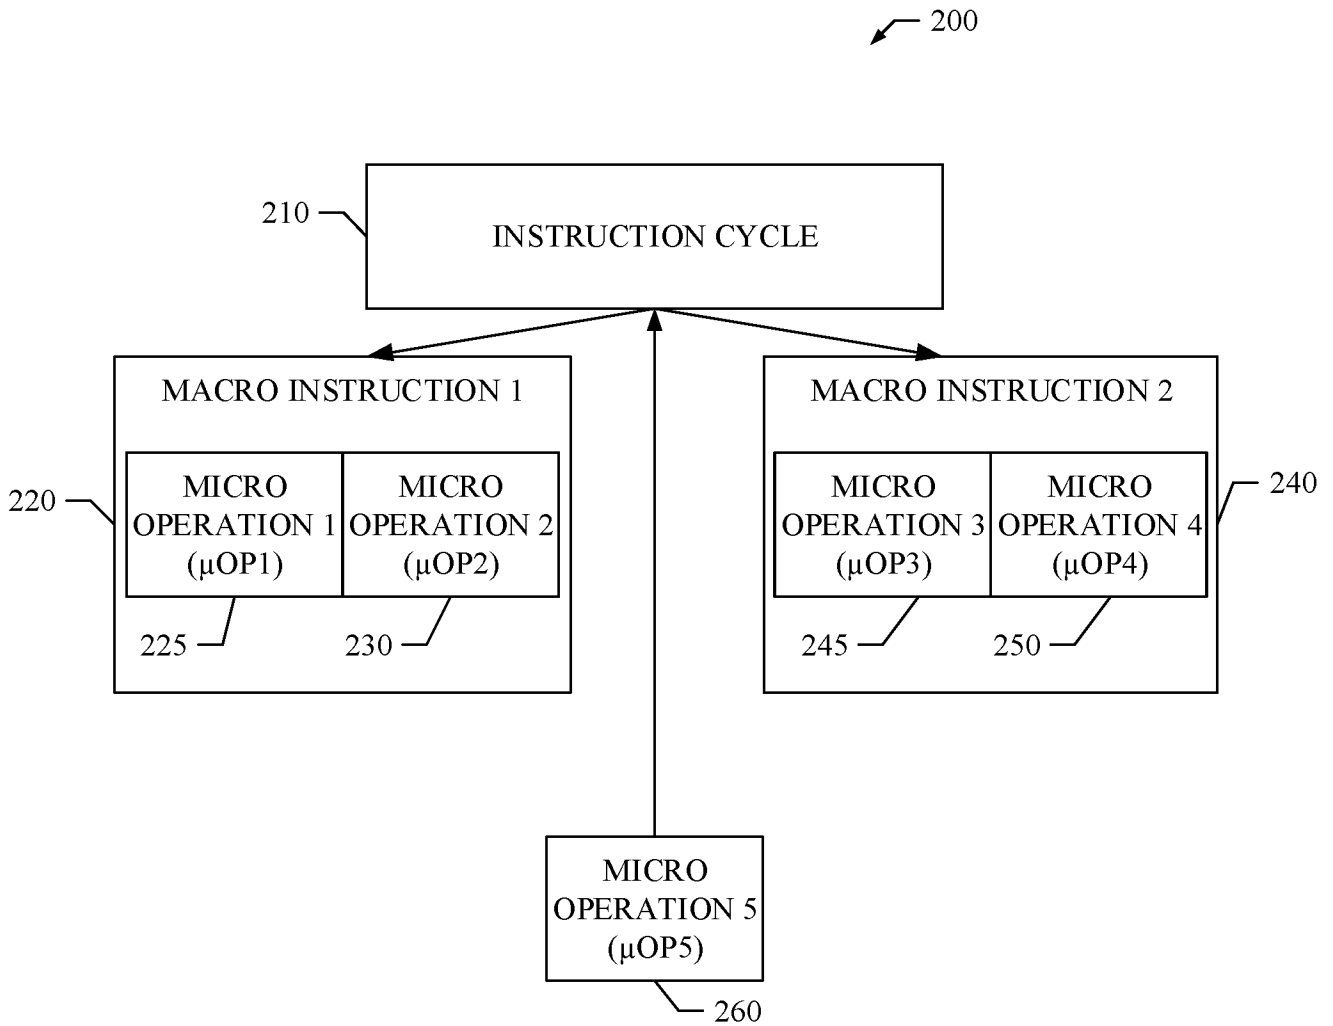 200
210
INSTRUCTION CYCLE
MACRO INSTRUCTION 1
MICRO
OPERATION 1
(µOP1)
MICRO
OPERATION 2
(µOP2)
220
225
230
MACRO INSTRUCTION 2
MICRO
OPERATION 3
(µOP3)
MICRO
OPERATION 4
(µOP4)
240
245
250
MICRO
OPERATION 5
(µOP5)
260